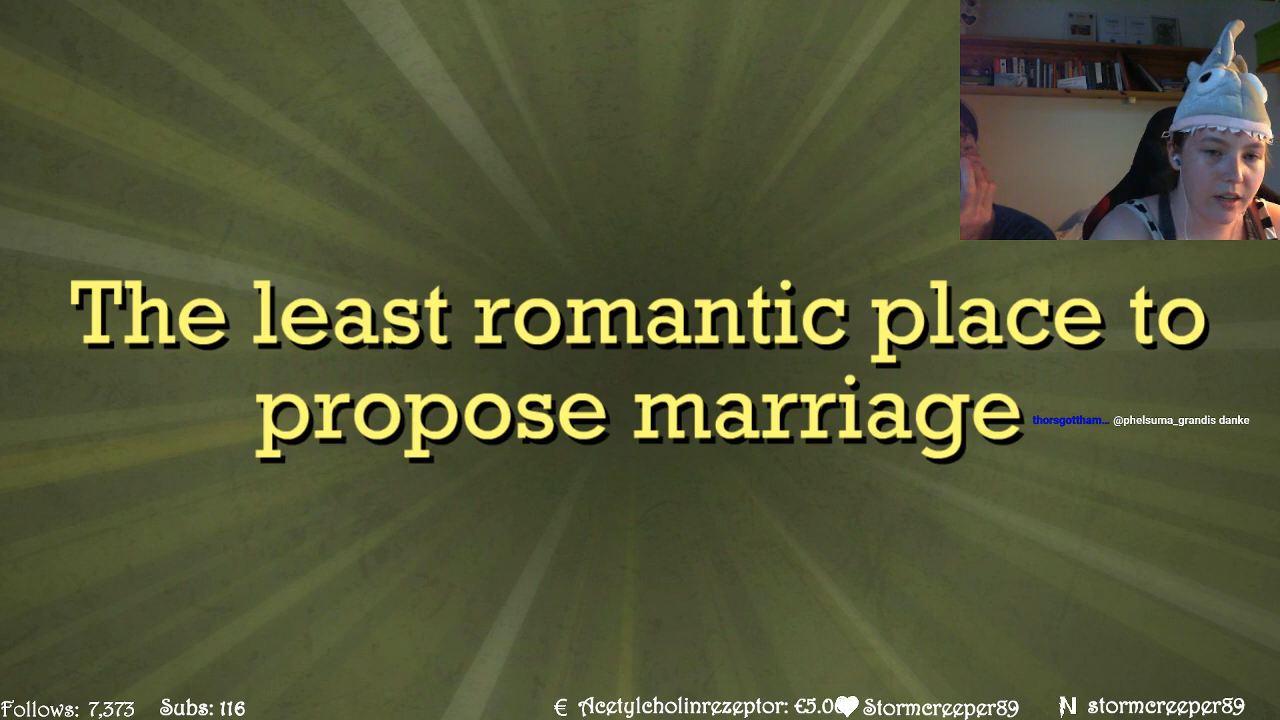 The least romantic place to
propose marriage
thorsgottham... @phelsuma_grandis danke
Follows: 7,373 Subs: 116 € Acetylcholinrezeptor: €5.0 Stormcreeper89 N stormcreeper89